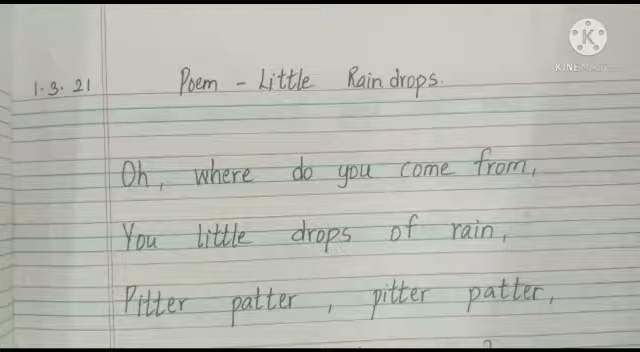 1.3.21 Poem - Little Rain drops.
Oh, where do you come from,
You little drops of rain,
Pitter patter, pitter patter,
K
KINE